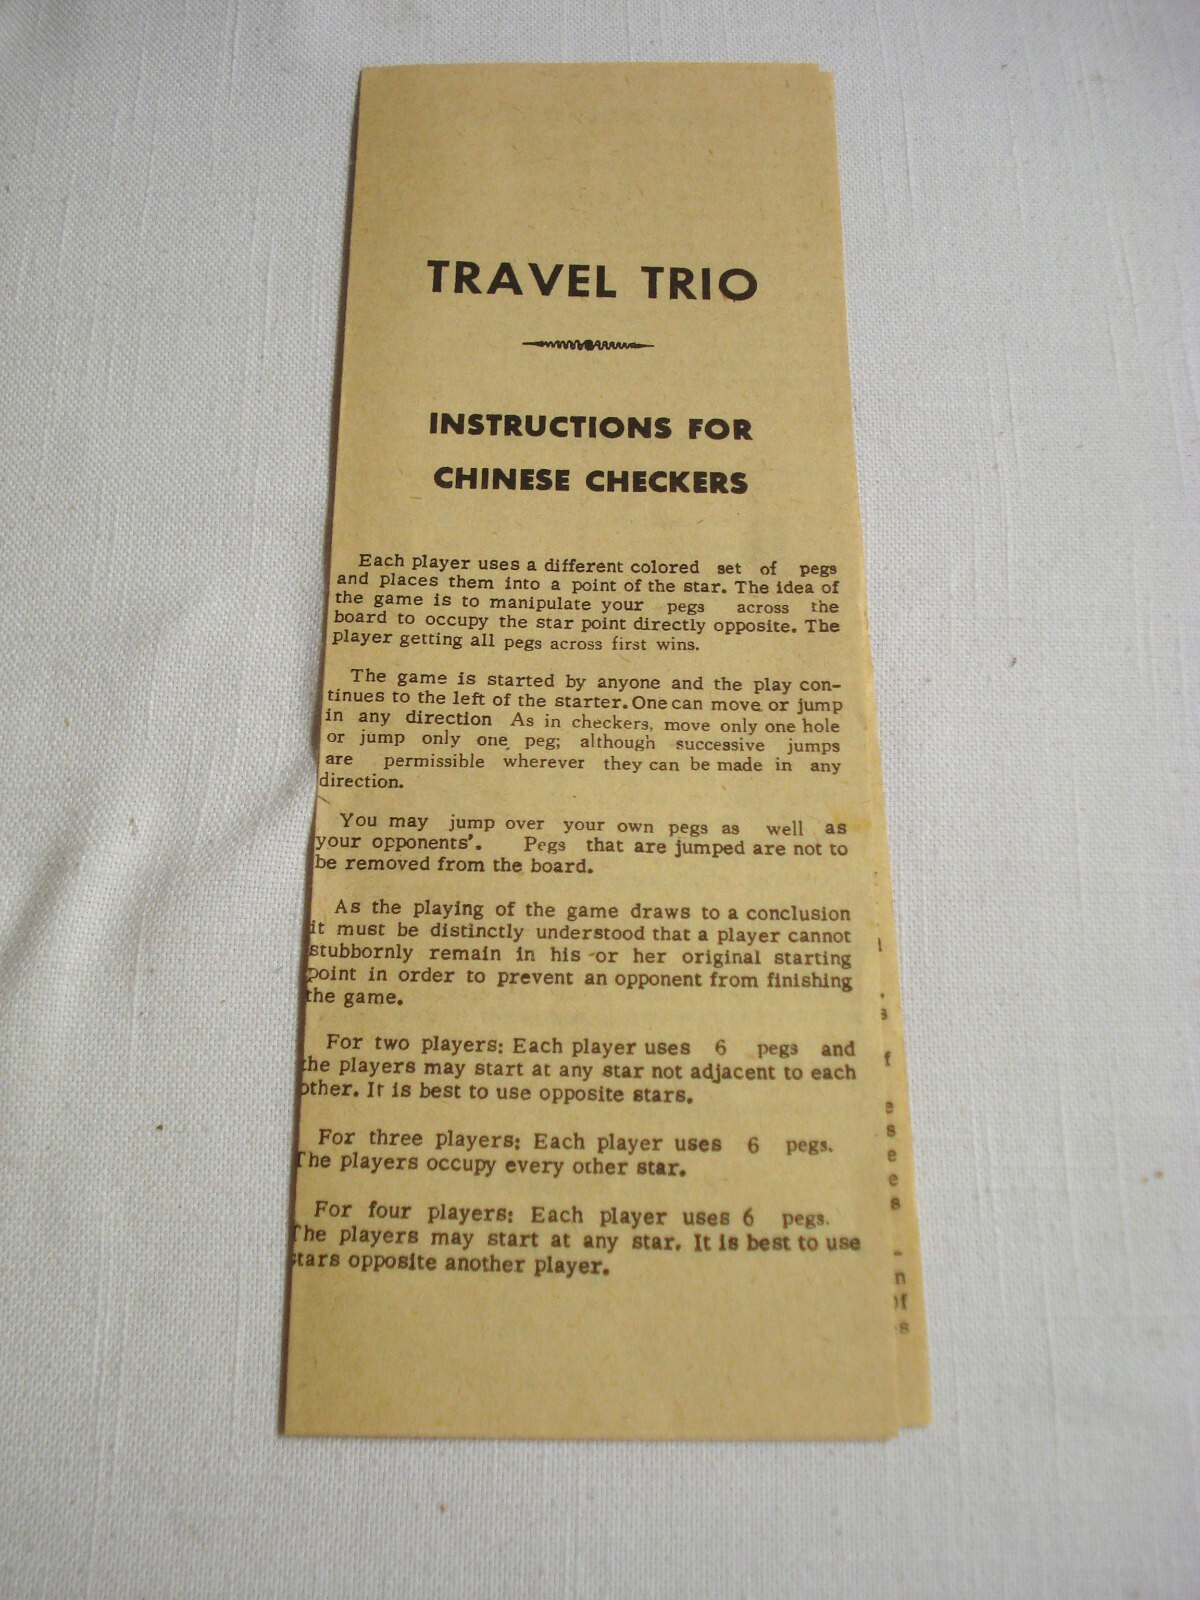 TRAVEL TRIO
INSTRUCTIONS FOR
CHINESE CHECKERS
Each player uses a different colored set of pegs
and places them into a point of the star. The idea of
the game is to manipulate your pegs across the
board to occupy the star point directly opposite. The
player getting all pegs across first wins.
The game is started by anyone and the play con-
tinues to the left of the starter. One can move or jump
in any direction As in checkers, move only one hole
or jump only one peg; although successive jumps
are permissible wherever they can be made in any
direction.
You may jump over your own pegs as well as
your opponents'. Pegs that are jumped are not to
be removed from the board.
As the playing of the game draws to a conclusion
it must be distinctly understood that a player cannot
stubbornly remain in his or her original starting
point in order to prevent an opponent from finishing
the game.
For two players: Each player uses 6 pegs and
the players may start at any star not adjacent to each
other. It is best to use opposite stars.
For three players: Each player uses 6 pegs.
The players occupy every other star.
For four players: Each player uses 6 pegs.
The players may start at any star. It is best to use
stars opposite another player.